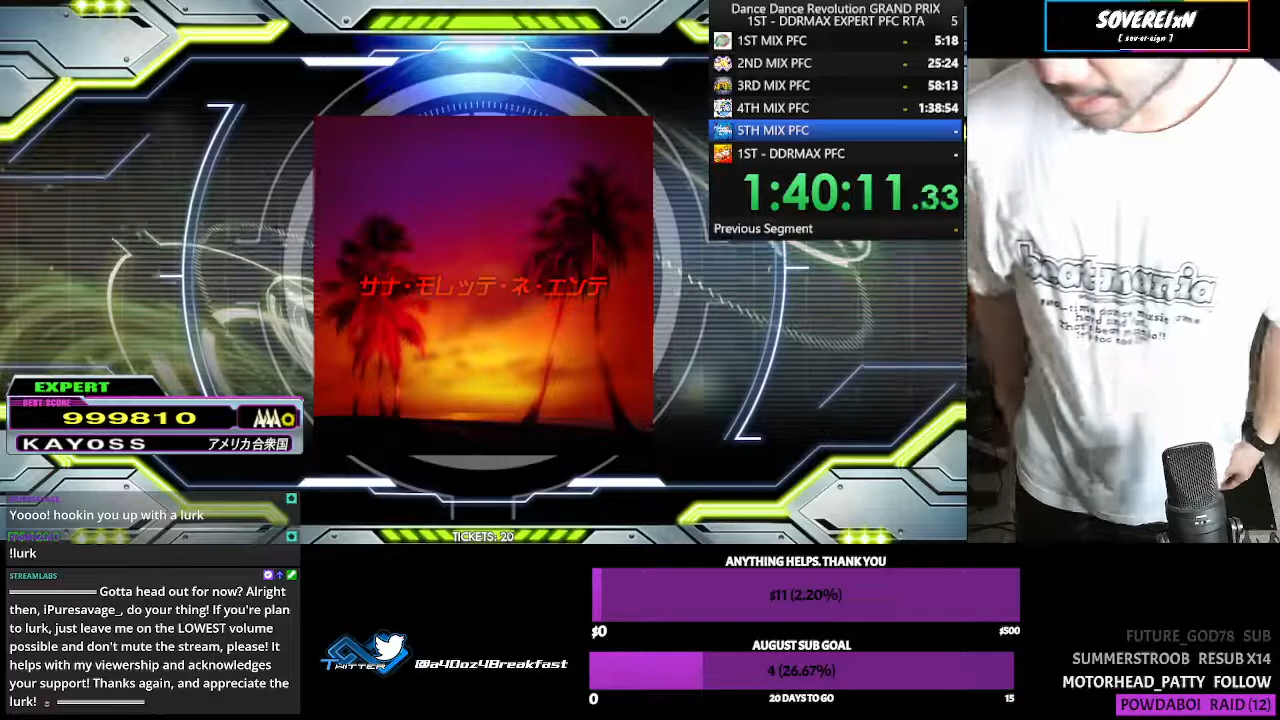 Dance Dance Revolution GRAND PRIX
1ST - DDRMAX EXPERT PFC RTA 5
1ST MIX PFC - 5:18
2ND MIX PFC - 25:24
3RD MIX PFC - 58:13
4TH MIX PFC - 1:38:54
5TH MIX PFC -
1ST - DDRMAX PFC -
1:40:11.33
Previous Segment -
SOVEREIxN
[ sov·er·eign ]
サナ・モレッテ・ネ・エンテ
beatmania
EXPERT
BEST SCORE
999810 AAA
KAYOSS アメリカ合衆国
Yoooo! hookin you up with a lurk
!lurk
STREAMLABS
Gotta head out for now? Alright
then, iPuresavage_, do your thing! If you're plan
to lurk, just leave me on the LOWEST volume
possible and don't mute the stream, please! It
helps with my viewership and acknowledges
your support! Thanks again, and appreciate the
lurk!
TICKETS: 20
TWITTER
@a4Daz4Breakfast
ANYTHING HELPS. THANK YOU
$11 (2.20%)
$0 $500
AUGUST SUB GOAL
4 (26.67%)
0 20 DAYS TO GO 15
FUTURE_GOD78 SUB
SUMMERSTROOB RESUB X14
MOTORHEAD_PATTY FOLLOW
POWDABOI RAID (12)